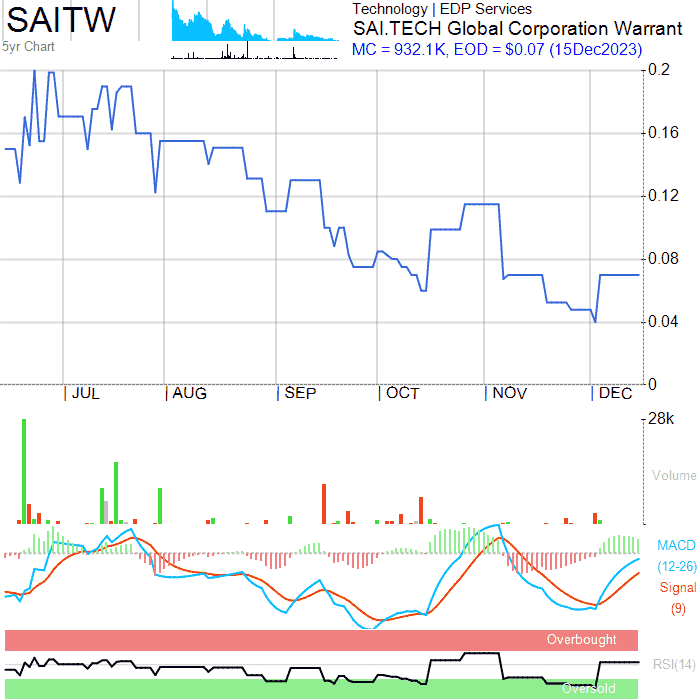 SAITW
5yr Chart
Technology | EDP Services
SAI.TECH Global Corporation Warrant
MC = 932.1K, EOD = $0.07 (15Dec2023)
0.2
0.16
0.12
0.08
0.04
0
JUL
AUG
SEP
OCT
NOV
DEC
28k
Volume
MACD
(12-26)
Signal
(9)
Overbought
RSI(14)
Oversold